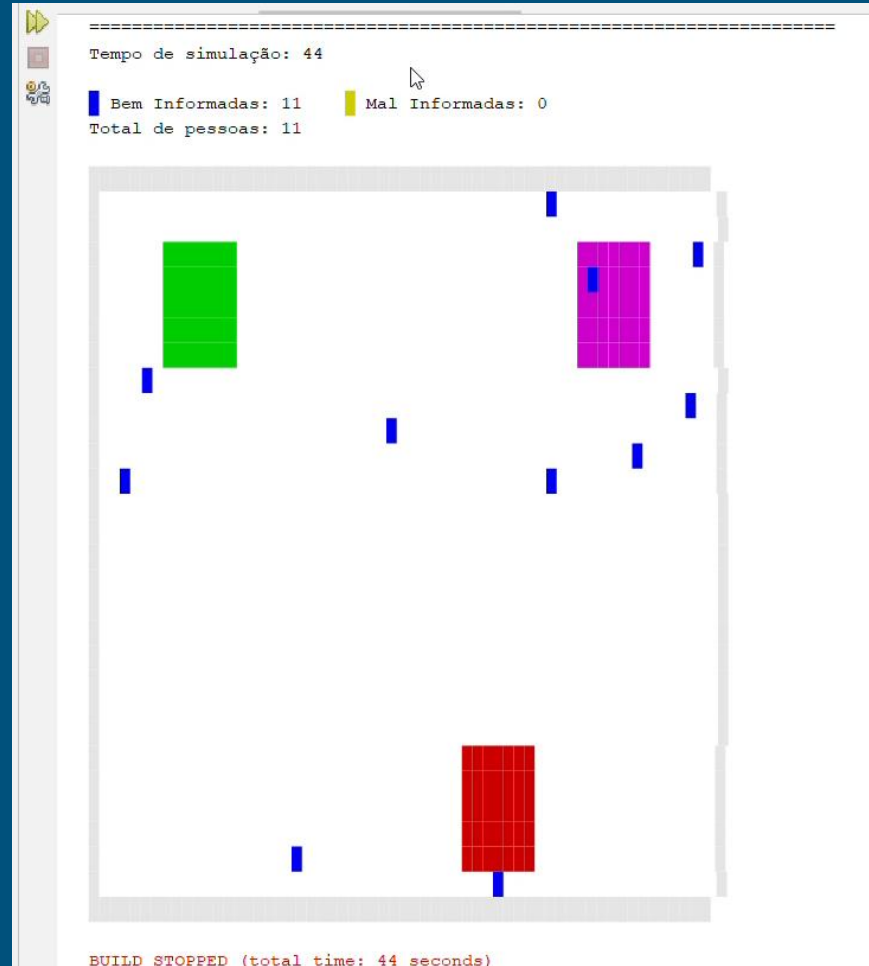 ======================================================================
Tempo de simulação: 44
Bem Informadas: 11 Mal Informadas: 0
Total de pessoas: 11
BUILD STOPPED (total time: 44 seconds)